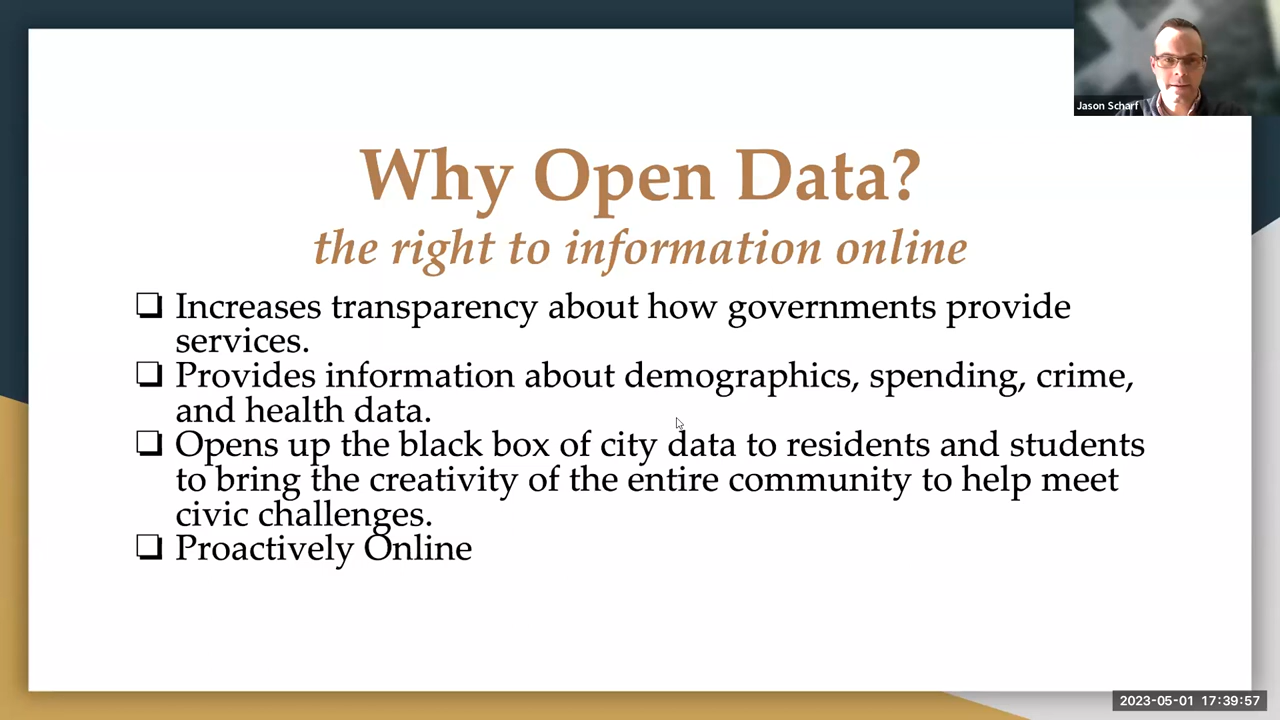 Jason Scharf
Why Open Data?
the right to information online
❑ Increases transparency about how governments provide
services.
❑ Provides information about demographics, spending, crime,
and health data.
❑ Opens up the black box of city data to residents and students
to bring the creativity of the entire community to help meet
civic challenges.
❑ Proactively Online
2023-05-01 17:39:57